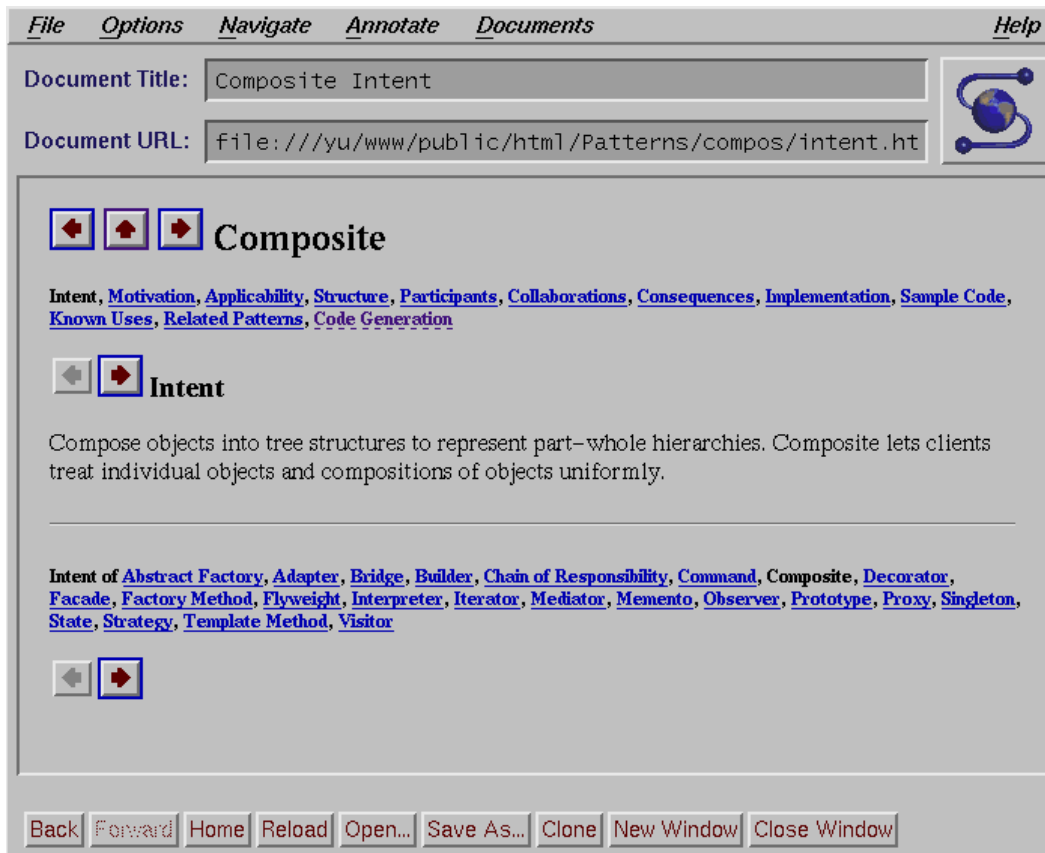 File Options Navigate Annotate Documents Help
Document Title: Composite Intent
Document URL: file:///yu/www/public/html/Patterns/compos/intent.ht
Composite
Intent, Motivation, Applicability, Structure, Participants, Collaborations, Consequences, Implementation, Sample Code,
Known Uses, Related Patterns, Code Generation
Intent
Compose objects into tree structures to represent part-whole hierarchies. Composite lets clients
treat individual objects and compositions of objects uniformly.
Intent of Abstract Factory, Adapter, Bridge, Builder, Chain of Responsibility, Command, Composite, Decorator,
Facade, Factory Method, Flyweight, Interpreter, Iterator, Mediator, Memento, Observer, Prototype, Proxy, Singleton,
State, Strategy, Template Method, Visitor
Back Forward Home Reload Open... Save As... Clone New Window Close Window